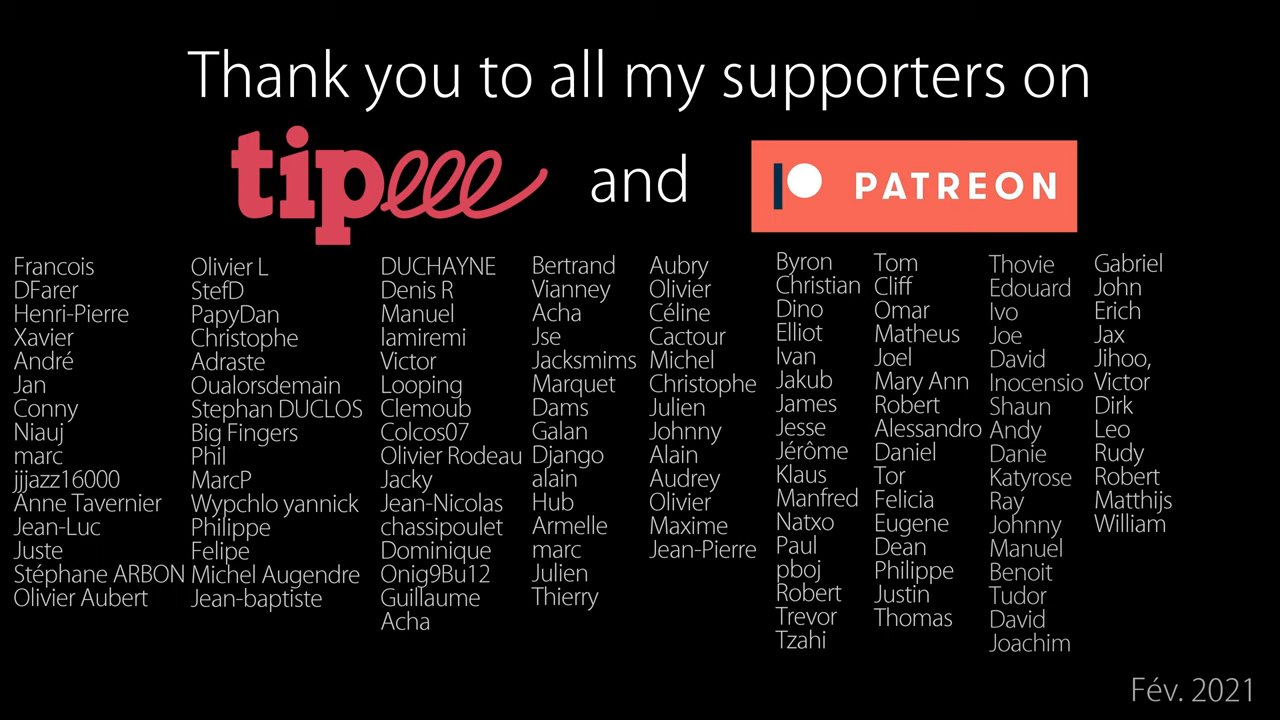 Thank you to all my supporters on
tipeee and PATREON
Francois
DFarer
Henri-Pierre
Xavier
André
Jan
Conny
Niauj
marc
jjjazz16000
Anne Tavernier
Jean-Luc
Juste
Stéphane ARBON
Olivier Aubert
Olivier L
StefD
PapyDan
Christophe
Adraste
Oualorsdemain
Stephan DUCLOS
Big Fingers
Phil
MarcP
Wypchlo yannick
Philippe
Felipe
Michel Augendre
Jean-baptiste
DUCHAYNE
Denis R
Manuel
lamiremi
Victor
Looping
Clemoub
Colcos07
Olivier Rodeau
Jacky
Jean-Nicolas
chassipoulet
Dominique
Onig9Bu12
Guillaume
Acha
Bertrand
Vianney
Acha
Jse
Jacksmims
Marquet
Dams
Galan
Django
alain
Hub
Armelle
marc
Julien
Thierry
Aubry
Olivier
Céline
Cactour
Michel
Christophe
Julien
Johnny
Alain
Audrey
Olivier
Maxime
Jean-Pierre
Byron
Christian
Dino
Elliot
Ivan
Jakub
James
Jesse
Jérôme
Klaus
Manfred
Natxo
Paul
pboj
Robert
Trevor
Tzahi
Tom
Cliff
Omar
Matheus
Joel
Mary Ann
Robert
Alessandro
Daniel
Tor
Felicia
Eugene
Dean
Philippe
Justin
Thomas
Thovie
Edouard
Ivo
Joe
David
Inocensio
Shaun
Andy
Danie
Katyrose
Ray
Johnny
Manuel
Benoit
Tudor
David
Joachim
Gabriel
John
Erich
Jax
Jihoo,
Victor
Dirk
Leo
Rudy
Robert
Matthijs
William
Fév. 2021